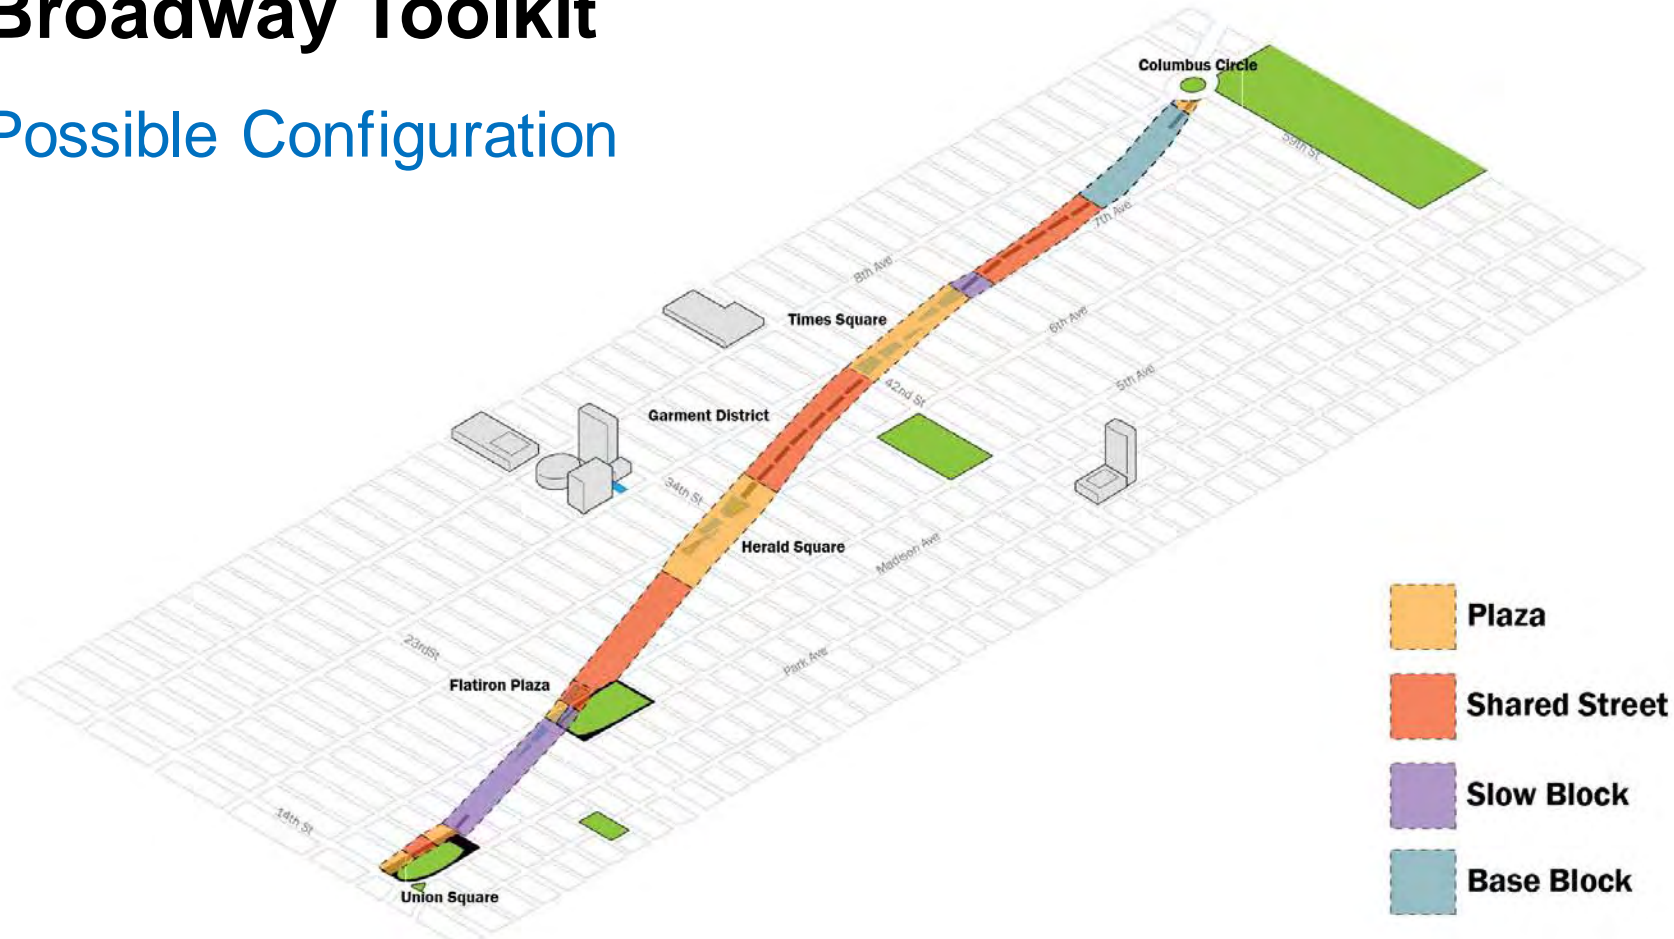 Broadway Toolkit
Possible Configuration
Columbus Circle
59th St
7th Ave
8th Ave
Times Square
6th Ave
5th Ave
42nd St
Garment District
34th St
Herald Square
Madison Ave
Plaza
23rdSt
Park Ave
Flatiron Plaza
Shared Street
Slow Block
14th St
Base Block
Union Square